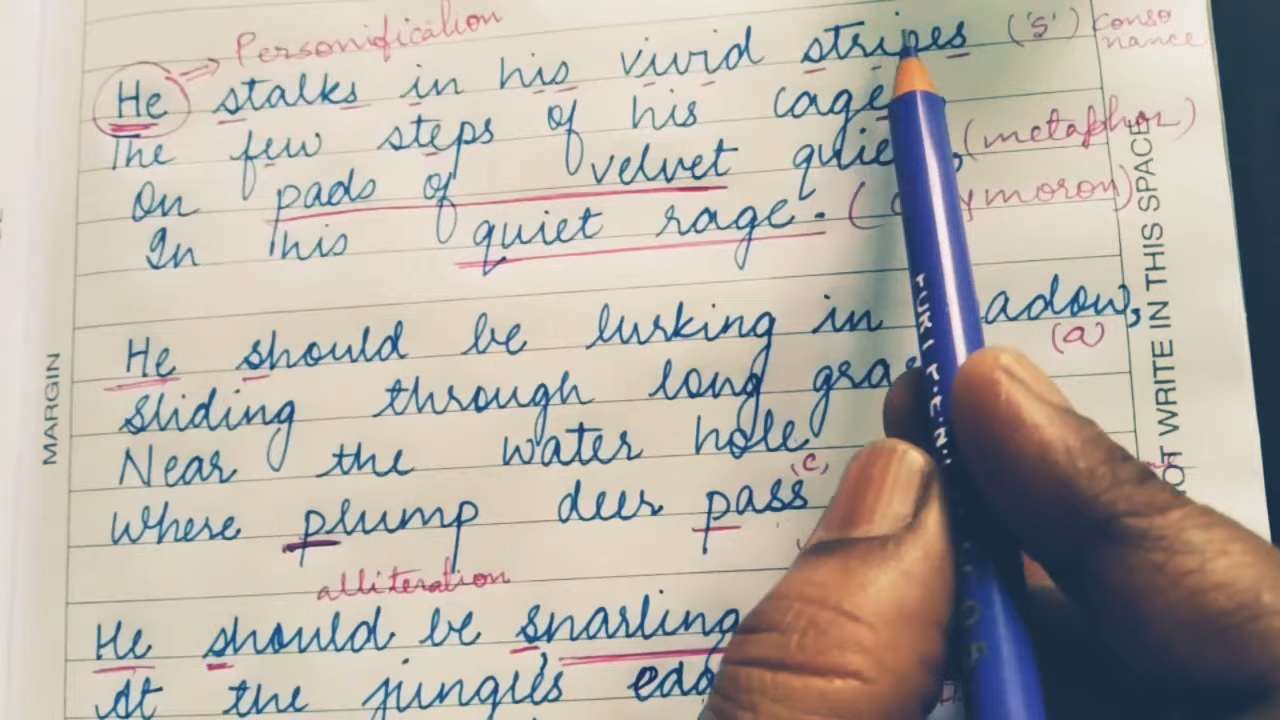 Personification
He stalks in his vivid stripes ('s') conso
nance
The few steps of his cage
On pads of velvet (metaphor)
In his quiet rage. moron)
He should be lurking in adow,
(a)
Sliding through long
Near the water hole
Where plump deer pass
'c'
alliteration
He should be snarling
At the jungle's
MARGIN
WRITE IN THIS SPACE